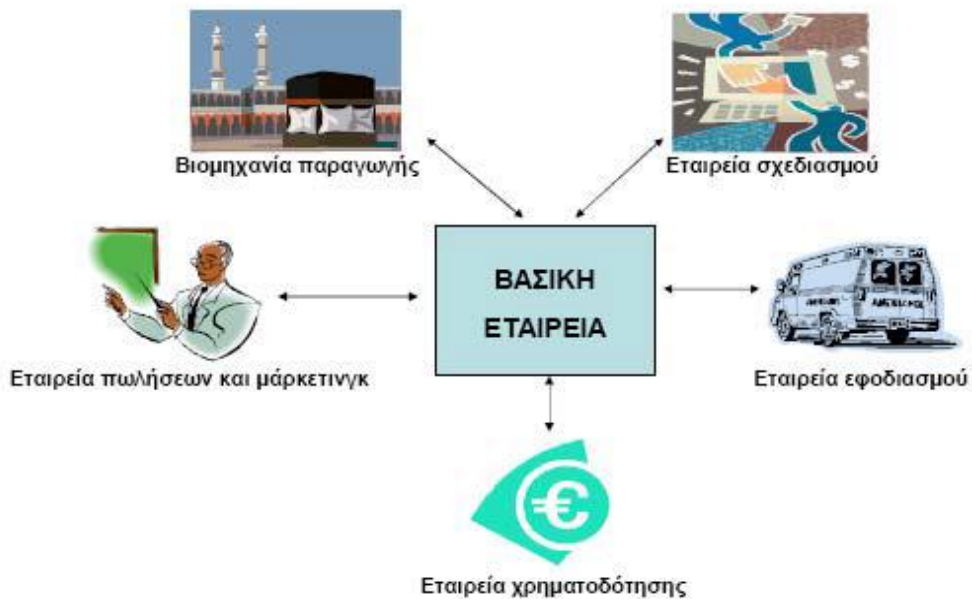 Βιομηχανία παραγωγής
Εταιρεία σχεδιασμού
ΒΑΣΙΚΗ
ΕΤΑΙΡΕΙΑ
Εταιρεία πωλήσεων και μάρκετινγκ
Εταιρεία εφοδιασμού
€
Εταιρεία χρηματοδότησης